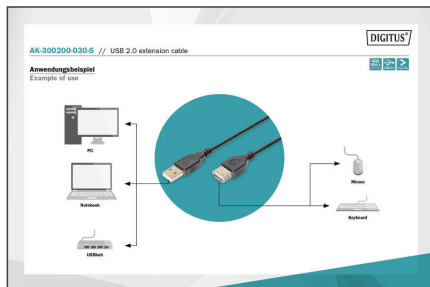 DIGITUS®
AK-300200-030-S // USB 2.0 extension cable
Anwendungsbeispiel
Example of use
PC
Notebook
USBhub
Mouse
Keyboard